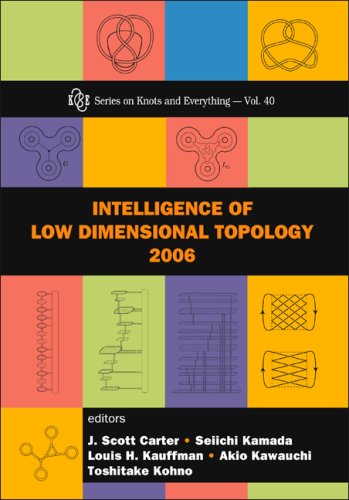 K&E Series on Knots and Everything — Vol. 40
G
L_G
INTELLIGENCE OF
LOW DIMENSIONAL TOPOLOGY
2006
editors
J. Scott Carter • Seiichi Kamada
Louis H. Kauffman • Akio Kawauchi
Toshitake Kohno